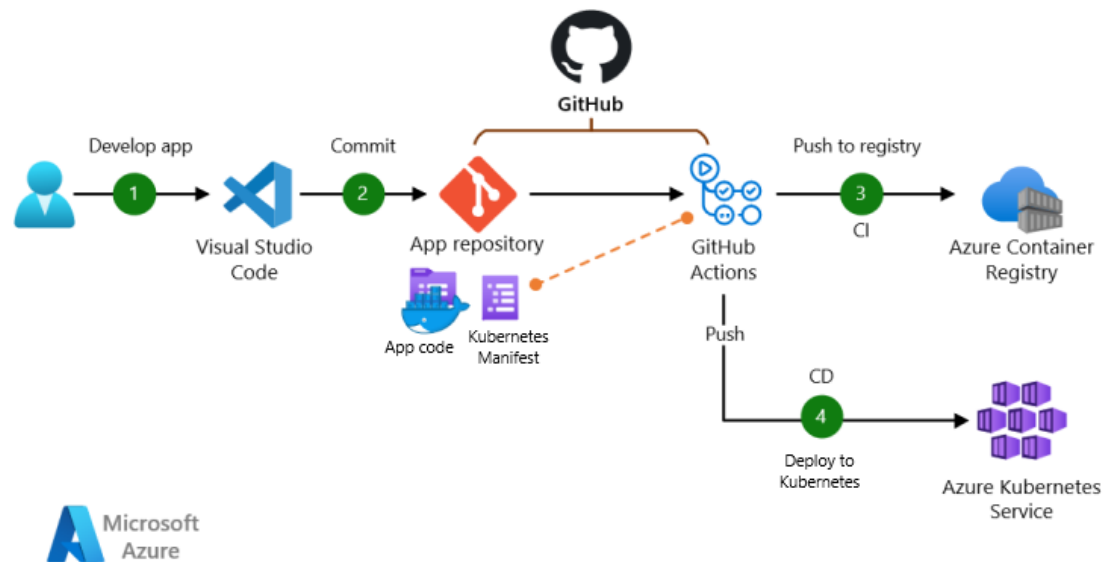 GitHub
Develop app
1
Visual Studio
Code
Commit
2
App repository
App code
Kubernetes
Manifest
GitHub
Actions
Push to registry
3
CI
Azure Container
Registry
Push
CD
4
Deploy to
Kubernetes
Azure Kubernetes
Service
Microsoft
Azure